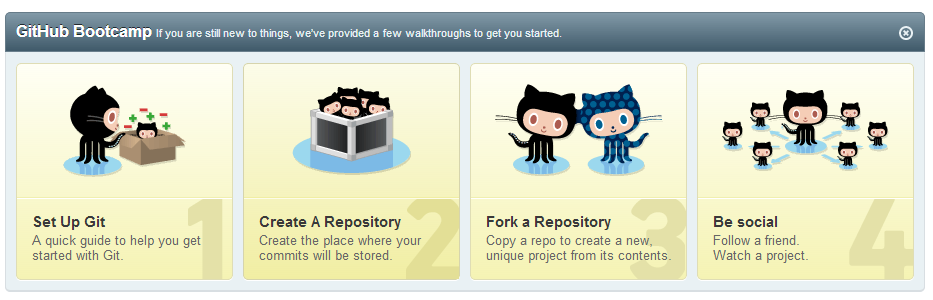 GitHub Bootcamp If you are still new to things, we've provided a few walkthroughs to get you started.
1
Set Up Git
A quick guide to help you get
started with Git.
2
Create A Repository
Create the place where your
commits will be stored.
3
Fork a Repository
Copy a repo to create a new,
unique project from its contents.
4
Be social
Follow a friend.
Watch a project.